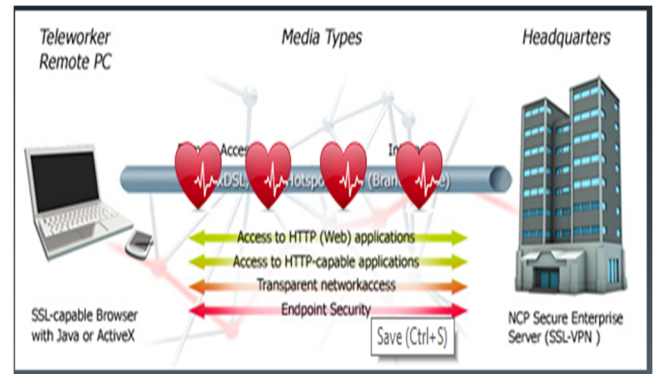 Teleworker
Remote PC
Media Types
Headquarters
xDSL, Hotspo
Access to HTTP (Web) applications
Access to HTTP-capable applications
Transparent networkaccess
Endpoint Security
SSL-capable Browser
with Java or ActiveX
Save (Ctrl+S)
NCP Secure Enterprise
Server (SSL-VPN )